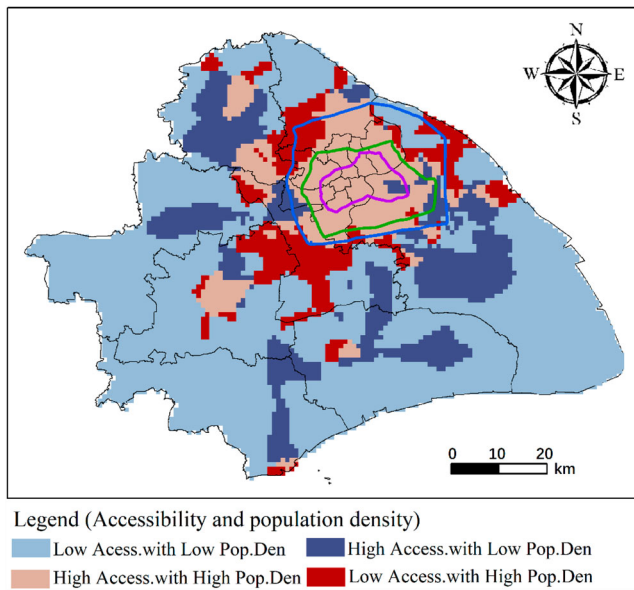 N
W E
S
0 10 20
km
Legend (Accessibility and population density)
Low Acess.with Low Pop.Den High Access.with Low Pop.Den
High Access.with High Pop.Den Low Access.with High Pop.Den